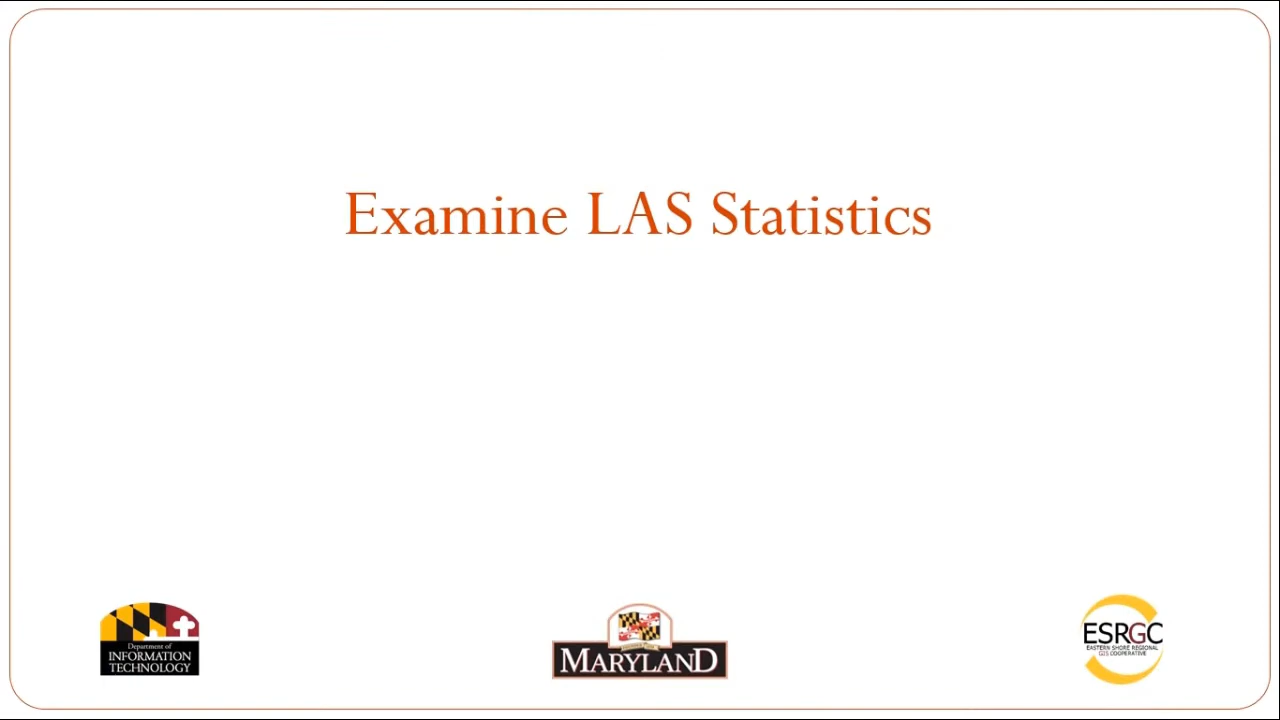 Examine LAS Statistics
Department of
INFORMATION
TECHNOLOGY
MARYLAND
ESRGC
EASTERN SHORE REGIONAL
GIS COOPERATIVE